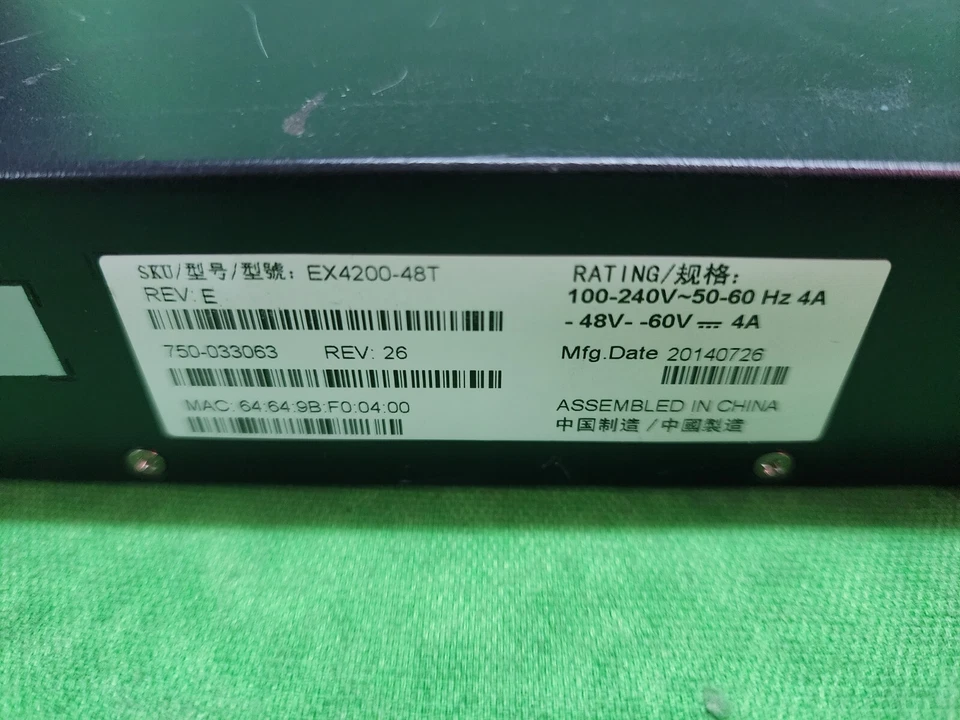 SKU/型号/型號: EX4200-48T
REV: E
750-033063 REV: 26
MAC: 64:64:9B:F0:04:00
RATING/规格:
100-240V~50-60 Hz 4A
- 48V- -60V ⎓ 4A
Mfg.Date 20140726
ASSEMBLED IN CHINA
中国制造 / 中國製造